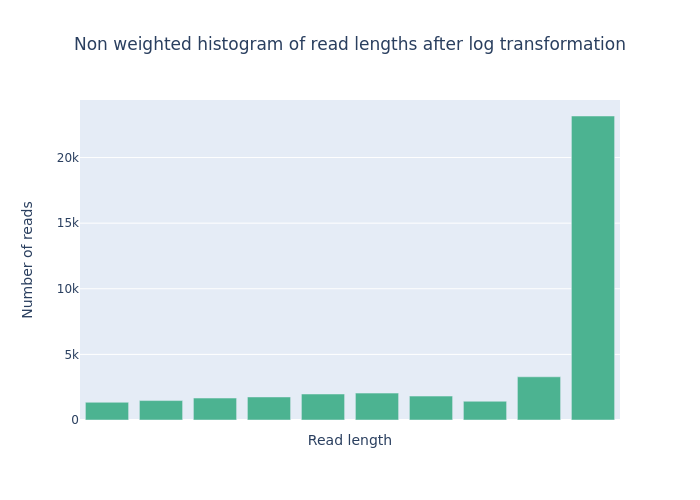 Non weighted histogram of read lengths after log transformation
Number of reads
20k
15k
10k
5k
0
Read length